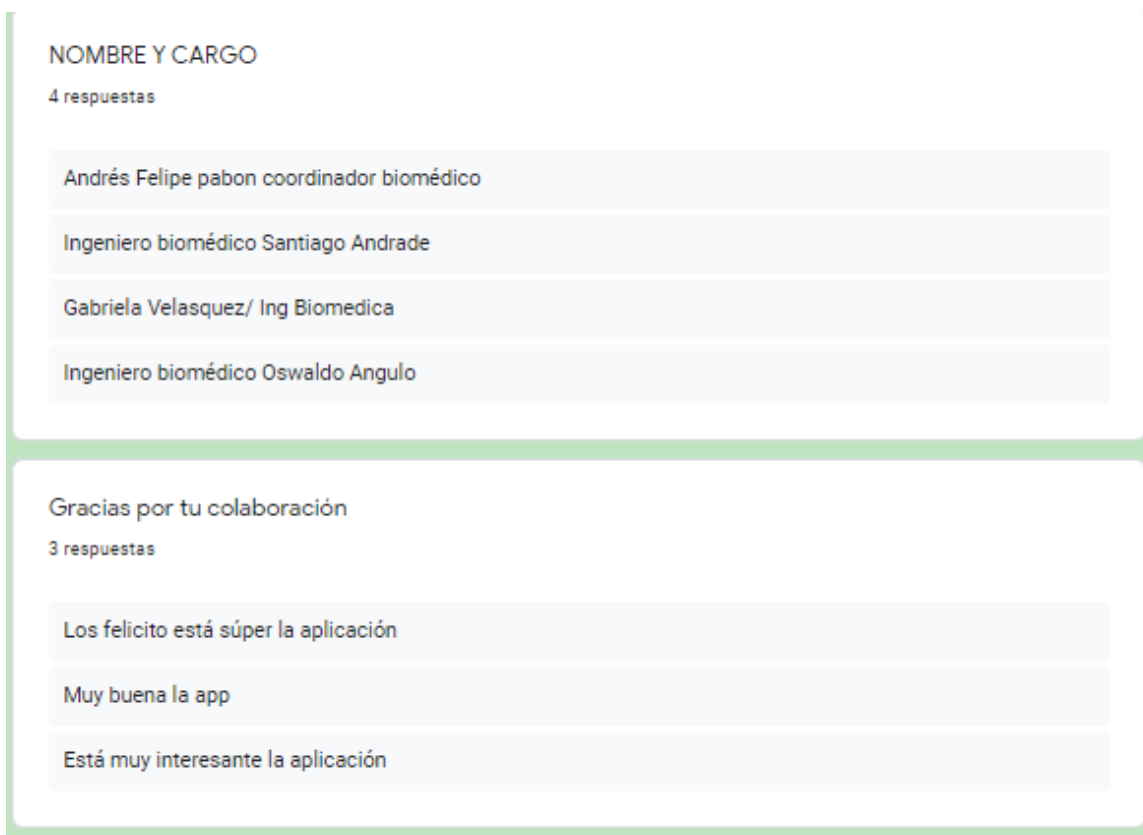 NOMBRE Y CARGO
4 respuestas
Andrés Felipe pabon coordinador biomédico
Ingeniero biomédico Santiago Andrade
Gabriela Velasquez/ Ing Biomedica
Ingeniero biomédico Oswaldo Angulo
Gracias por tu colaboración
3 respuestas
Los felicito está súper la aplicación
Muy buena la app
Está muy interesante la aplicación